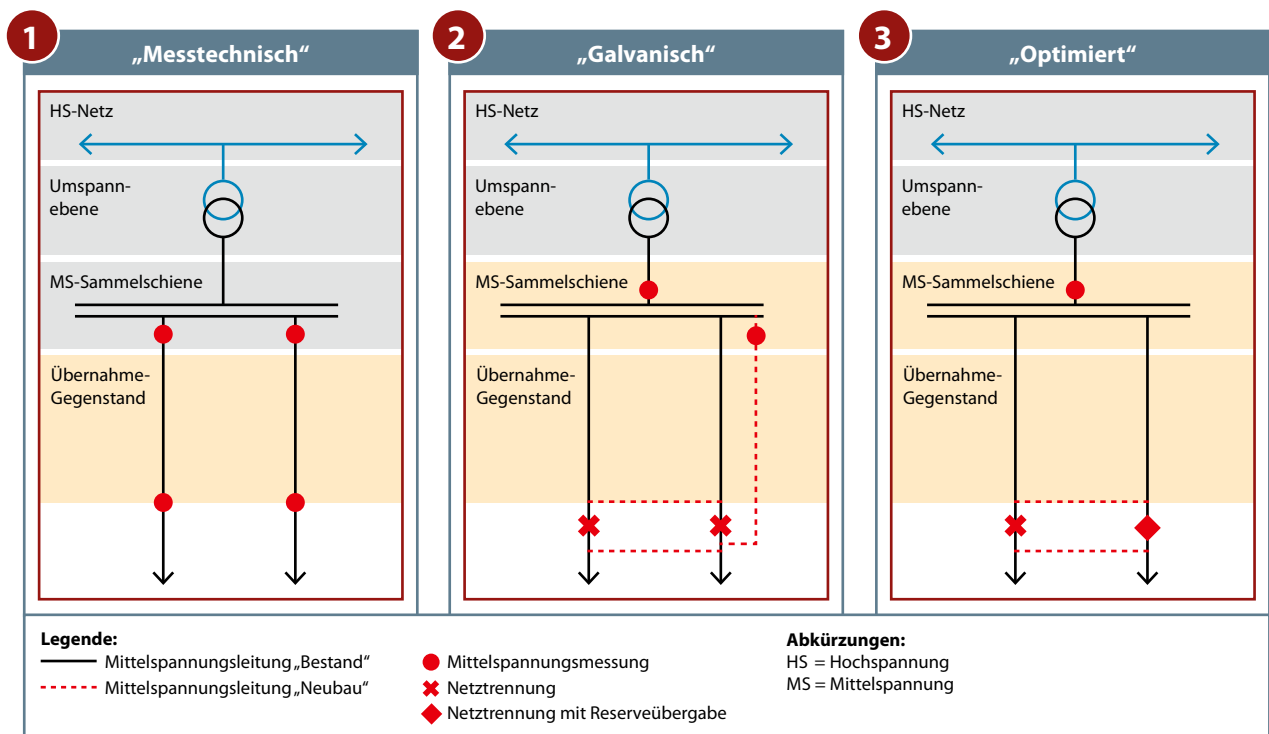 1
„Messtechnisch“
HS-Netz
Umspann-
ebene
MS-Sammelschiene
Übernahme-
Gegenstand
2
„Galvanisch“
HS-Netz
Umspann-
ebene
MS-Sammelschiene
Übernahme-
Gegenstand
3
„Optimiert“
HS-Netz
Umspann-
ebene
MS-Sammelschiene
Übernahme-
Gegenstand
Legende:
Mittelspannungsleitung „Bestand“
Mittelspannungsleitung „Neubau“
Mittelspannungsmessung
Netztrennung
Netztrennung mit Reserveübergabe
Abkürzungen:
HS = Hochspannung
MS = Mittelspannung